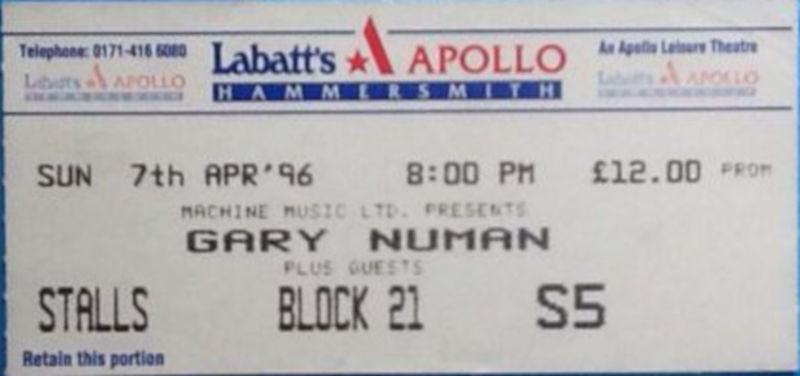 Telephone: 0171-416 6080
Labatt's APOLLO
HAMMERSMITH
An Apollo Leisure Theatre
Labatt's APOLLO
HAMMERSMITH
Labatt's APOLLO
HAMMERSMITH
SUN 7th APR'96 8:00 PM £12.00 PROM
MACHINE MUSIC LTD. PRESENTS
GARY NUMAN
PLUS GUESTS
STALLS BLOCK 21 S5
Retain this portion